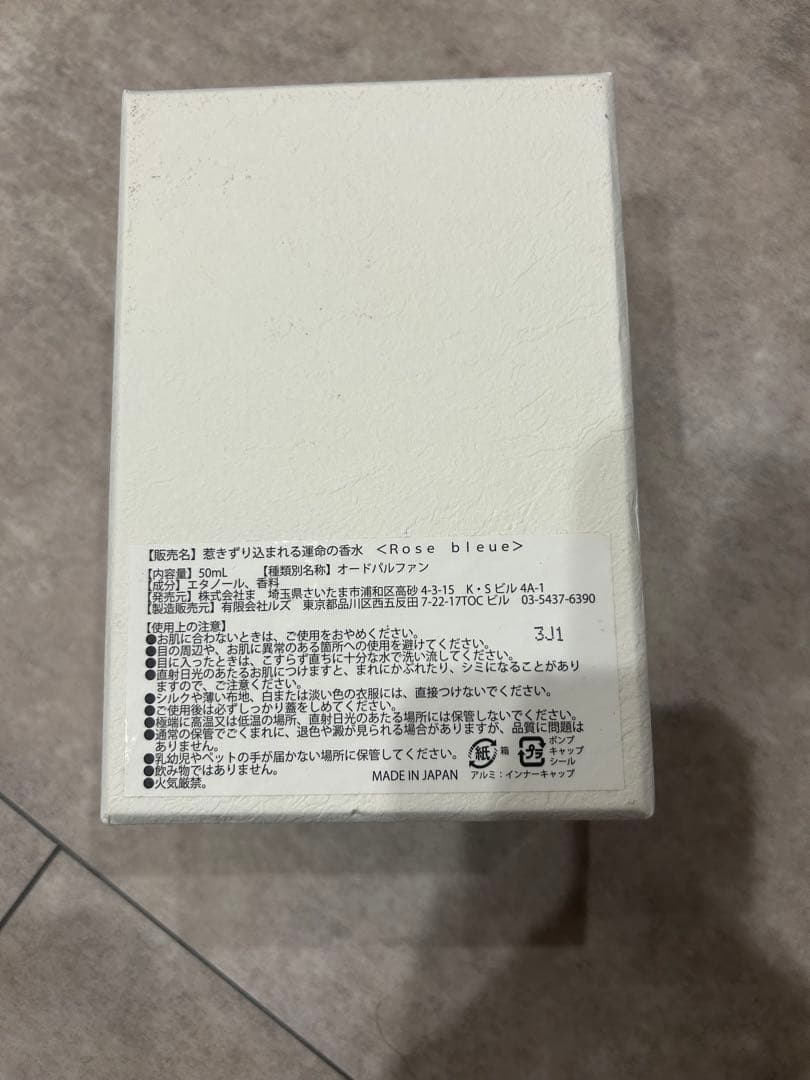 【販売名】惹きずり込まれる運命の香水 <Rose bleue>
【内容量】50mL 【種類別名称】オードパルファン
【成分】エタノール、香料
【発売元】株式会社ま 埼玉県さいたま市浦和区高砂 4-3-15 K・S ビル 4A-1
【製造販売元】有限会社ルズ 東京都品川区西五反田 7-22-17TOC ビル 03-5437-6390
【使用上の注意】
●お肌に合わないときは、ご使用をおやめください。
3J1
●目の周辺や、お肌に異常のある箇所への使用を避けてください。
●目に入ったときは、こすらず直ちに十分な水で洗い流してください。
●直射日光のあたるお肌につけますと、まれにかぶれたり、シミになることがあり
ますので、ご注意ください。
●シルクや薄い布地、白または淡い色の衣服には、直接つけないでください。
●ご使用後は必ずしっかり蓋をしめてください。
●極端に高温又は低温の場所、直射日光のあたる場所には保管しないでください。
●通常の保管でごくまれに、退色や澱が見られる場合がありますが、品質に問題は
ありません。
●乳幼児やペットの手が届かない場所に保管してください。
●飲み物ではありません。
●火気厳禁。
MADE IN JAPAN
紙 箱
プラ
ポンプ
キャップ
シール
アルミ：インナーキャップ